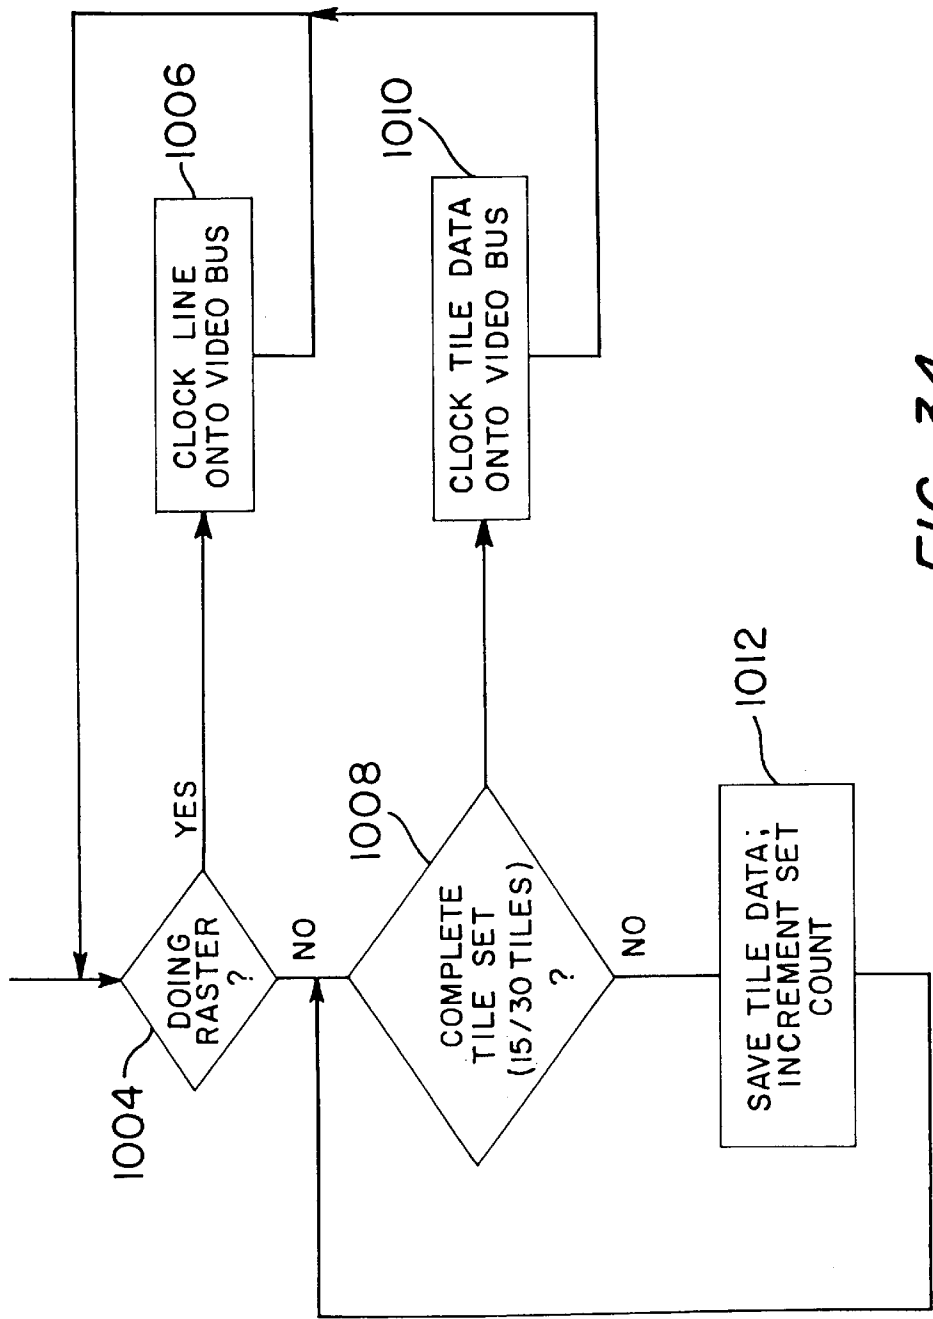 1004
DOING
RASTER
?
YES
CLOCK LINE
ONTO VIDEO BUS
1006
NO
1008
COMPLETE
TILE SET
(15/30 TILES)
?
CLOCK TILE DATA
ONTO VIDEO BUS
1010
NO
SAVE TILE DATA;
INCREMENT SET
COUNT
1012